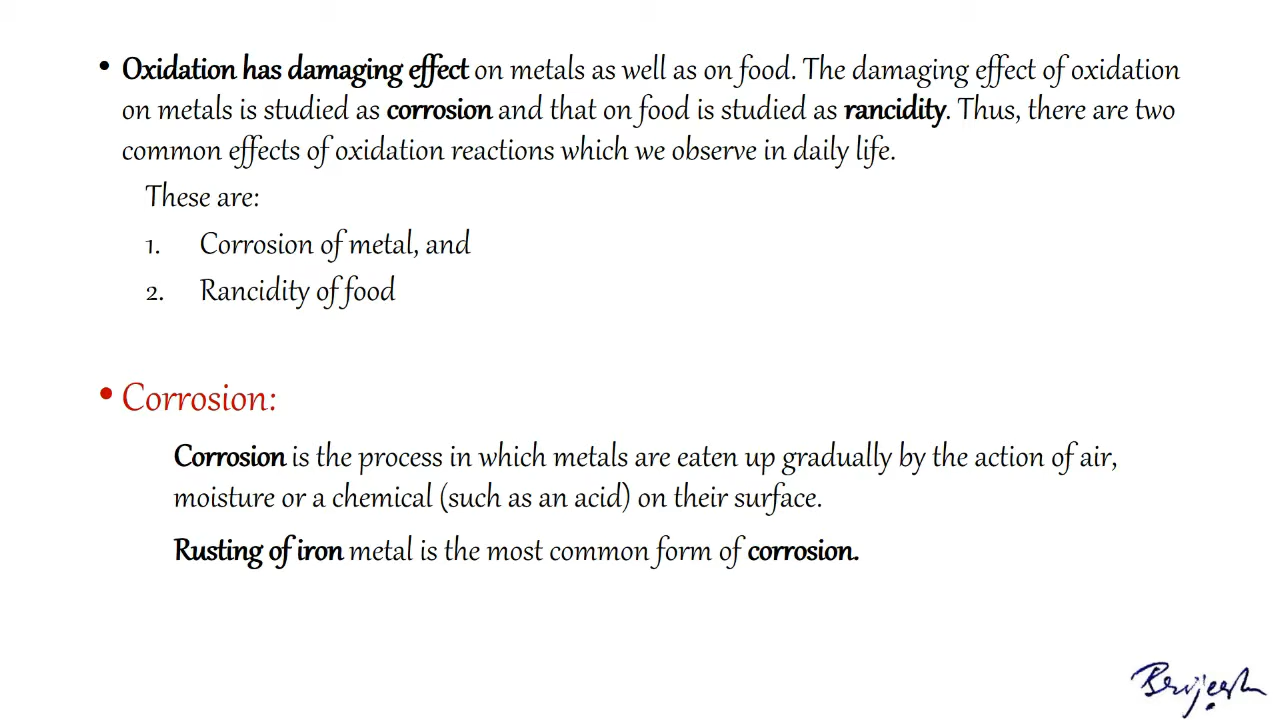 • Oxidation has damaging effect on metals as well as on food. The damaging effect of oxidation
on metals is studied as corrosion and that on food is studied as rancidity. Thus, there are two
common effects of oxidation reactions which we observe in daily life.
These are:
1. Corrosion of metal, and
2. Rancidity of food
• Corrosion:
Corrosion is the process in which metals are eaten up gradually by the action of air,
moisture or a chemical (such as an acid) on their surface.
Rusting of iron metal is the most common form of corrosion.
Brijeesh